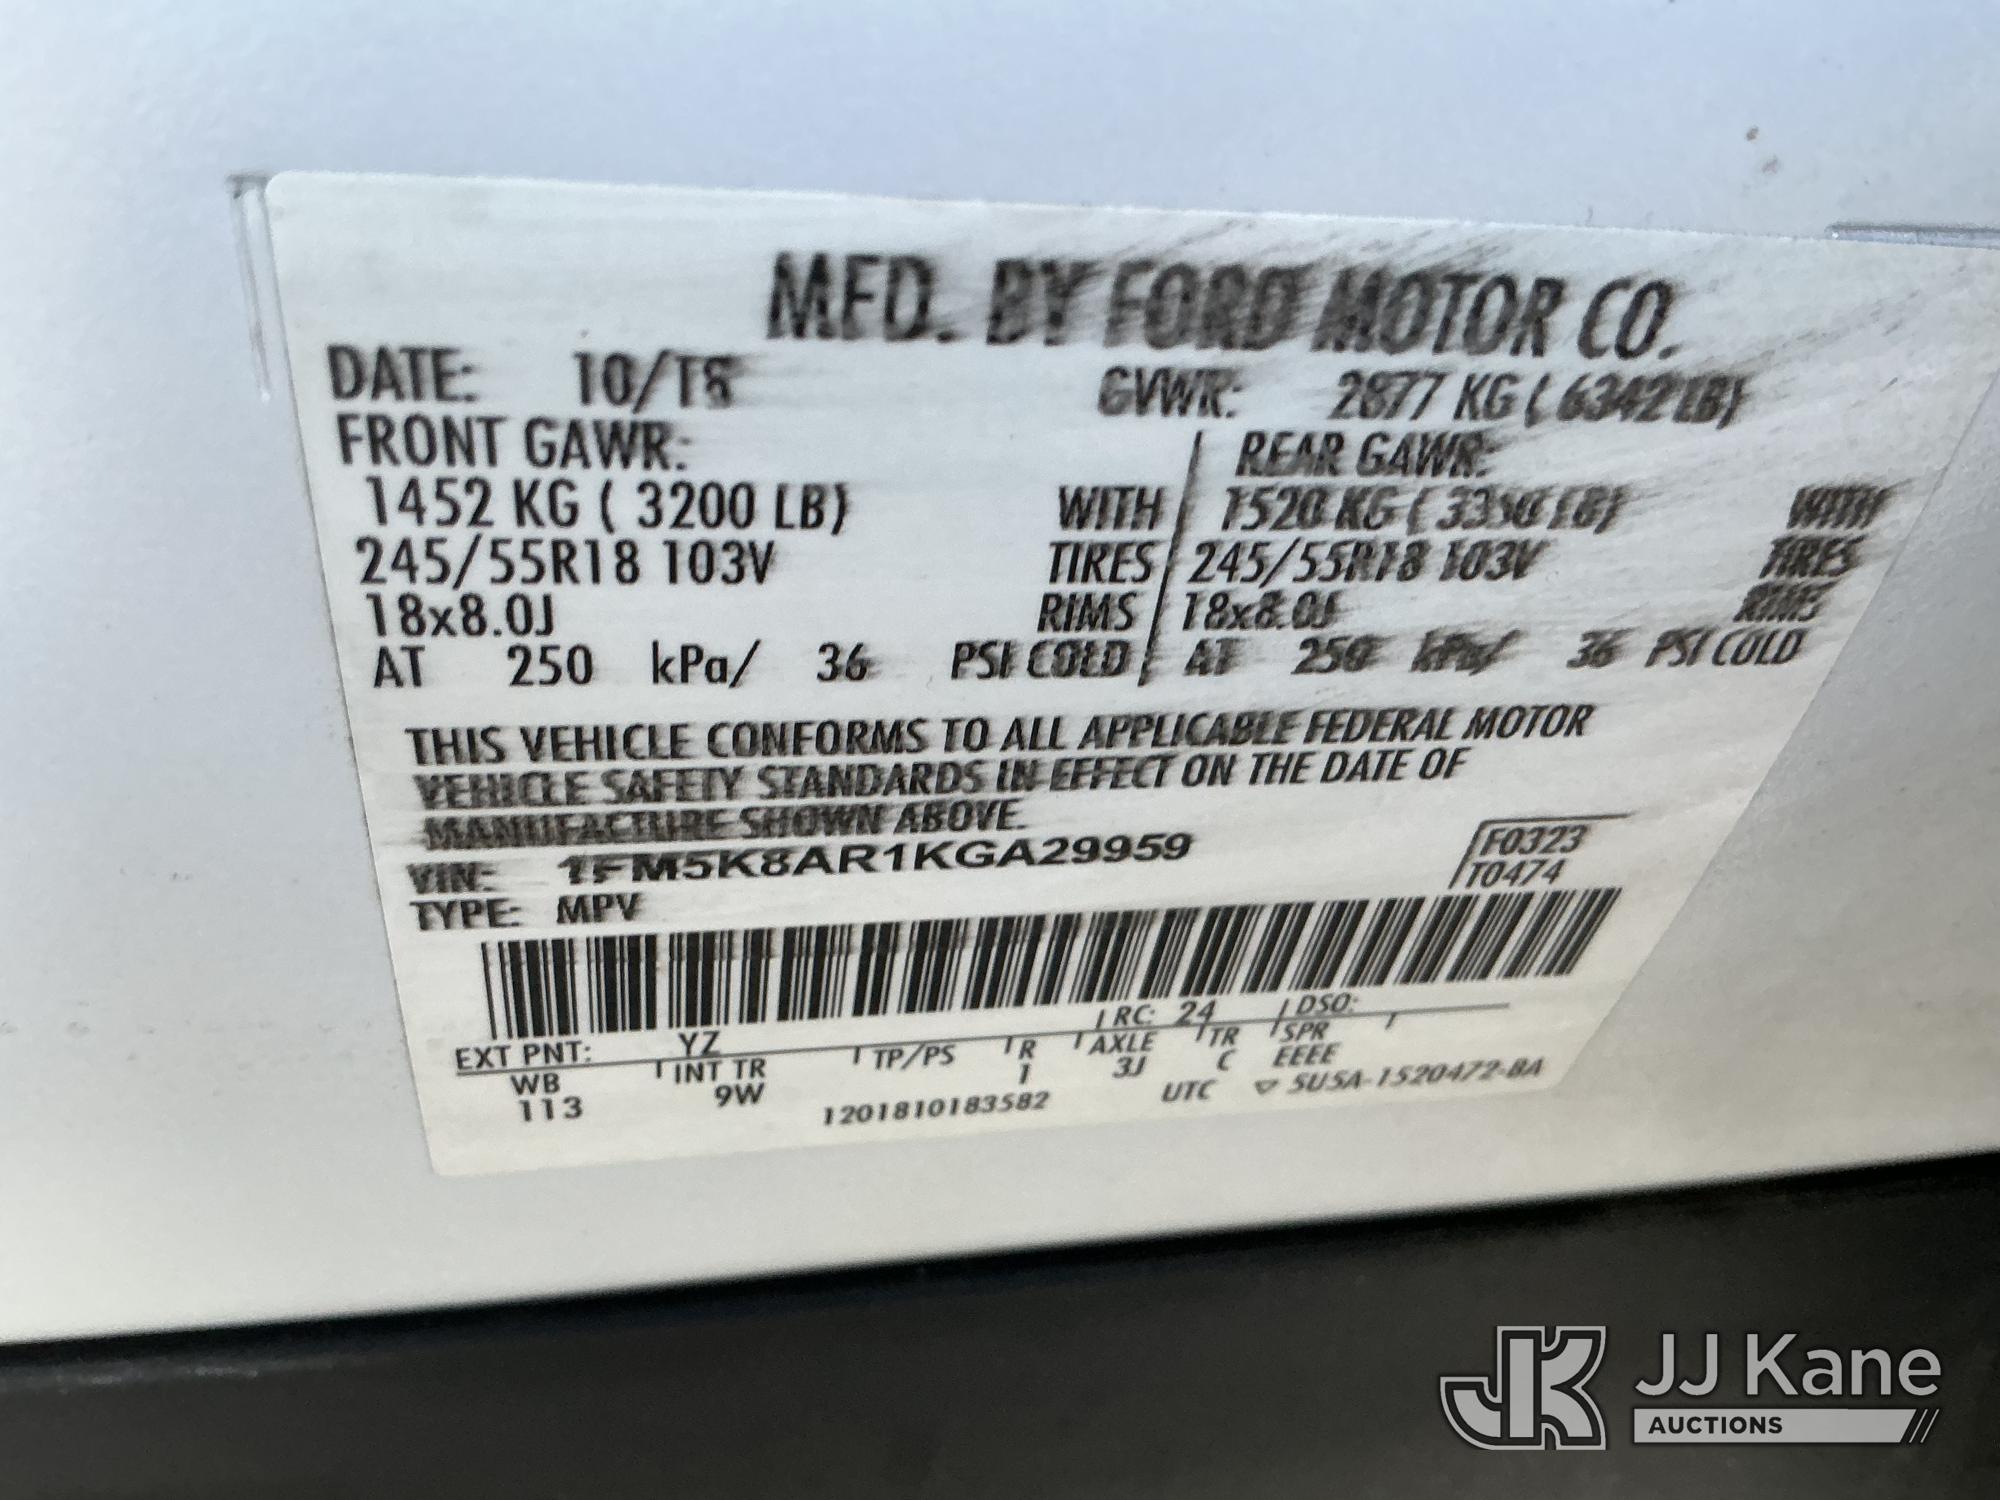 MFD. BY FORD MOTOR CO.
DATE: 10/18 GVWR: 2877 KG ( 6342 LB)
FRONT GAWR: REAR GAWR:
1452 KG ( 3200 LB) WITH 1520 KG ( 3350 LB) WITH
245/55R18 103V TIRES 245/55R18 103V TIRES
18x8.0J RIMS 18x8.0J RIMS
AT 250 kPa/ 36 PSI COLD AT 250 kPa/ 36 PSI COLD
THIS VEHICLE CONFORMS TO ALL APPLICABLE FEDERAL MOTOR
VEHICLE SAFETY STANDARDS IN EFFECT ON THE DATE OF
MANUFACTURE SHOWN ABOVE.
VIN: 1FM5K8AR1KGA29959 F0323
TYPE: MPV T0474
EXT PNT: YZ RC: 24 DSO:
WB INT TR TP/PS R AXLE TR SPR
113 9W 1 3J C EEEE
1201810183582 UTC ▽ 5U5A-1520472-BA
JK JJ Kane
AUCTIONS